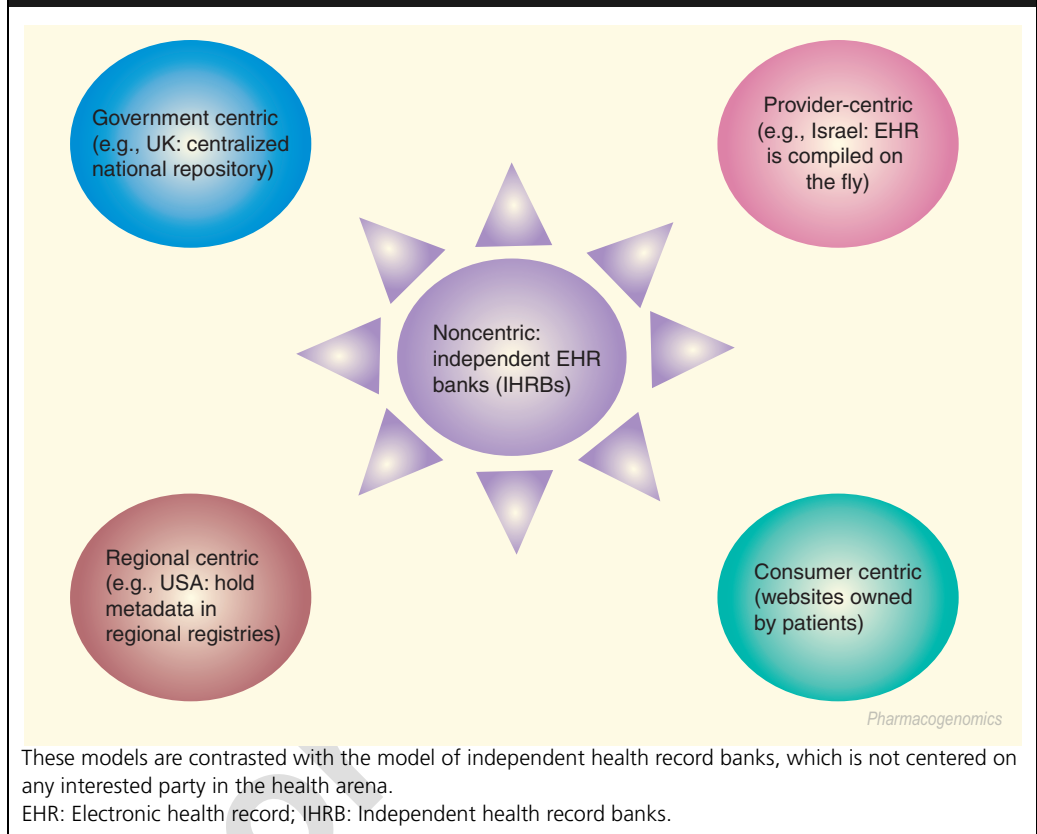 Government centric
(e.g., UK: centralized
national repository)
Provider-centric
(e.g., Israel: EHR
is compiled on
the fly)
Noncentric:
independent EHR
banks (IHRBs)
Regional centric
(e.g., USA: hold
metadata in
regional registries)
Consumer centric
(websites owned
by patients)
Pharmacogenomics
These models are contrasted with the model of independent health record banks, which is not centered on
any interested party in the health arena.
EHR: Electronic health record; IHRB: Independent health record banks.